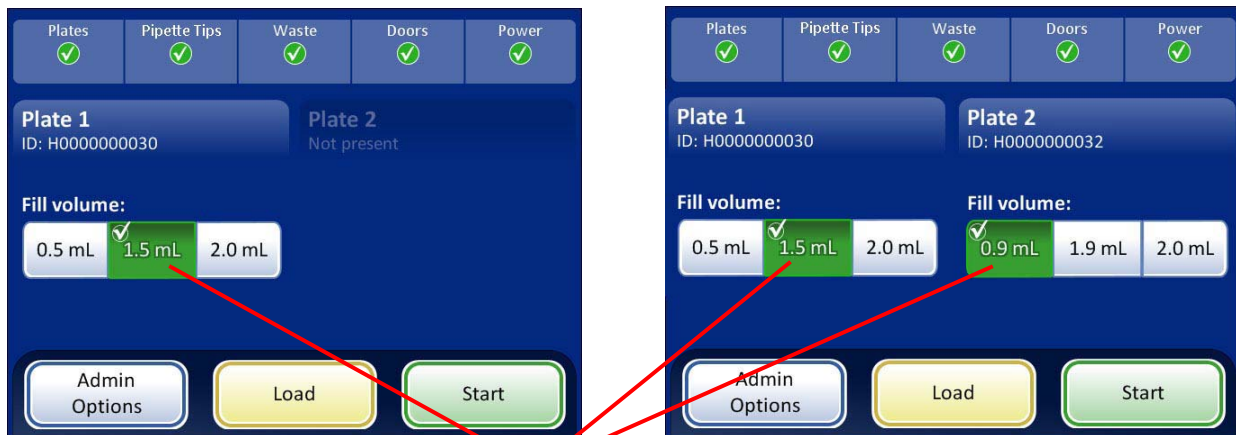 Plates Pipette Tips Waste Doors Power
Plate 1 Plate 2
ID: H0000000030 Not present
Fill volume:
0.5 mL 1.5 mL 2.0 mL
Admin Options Load Start
Plates Pipette Tips Waste Doors Power
Plate 1 Plate 2
ID: H0000000030 ID: H0000000032
Fill volume: Fill volume:
0.5 mL 1.5 mL 2.0 mL 0.9 mL 1.9 mL 2.0 mL
Admin Options Load Start